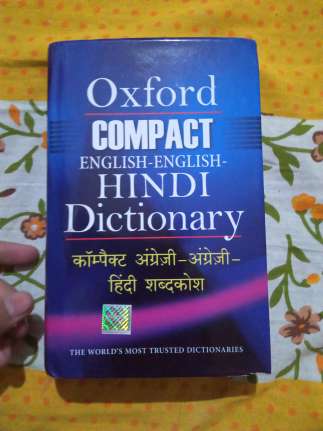 Oxford
COMPACT
ENGLISH-ENGLISH-
HINDI
Dictionary
कॉम्पैक्ट अंग्रेज़ी–अंग्रेज़ी–
हिंदी शब्दकोश
THE WORLD'S MOST TRUSTED DICTIONARIES